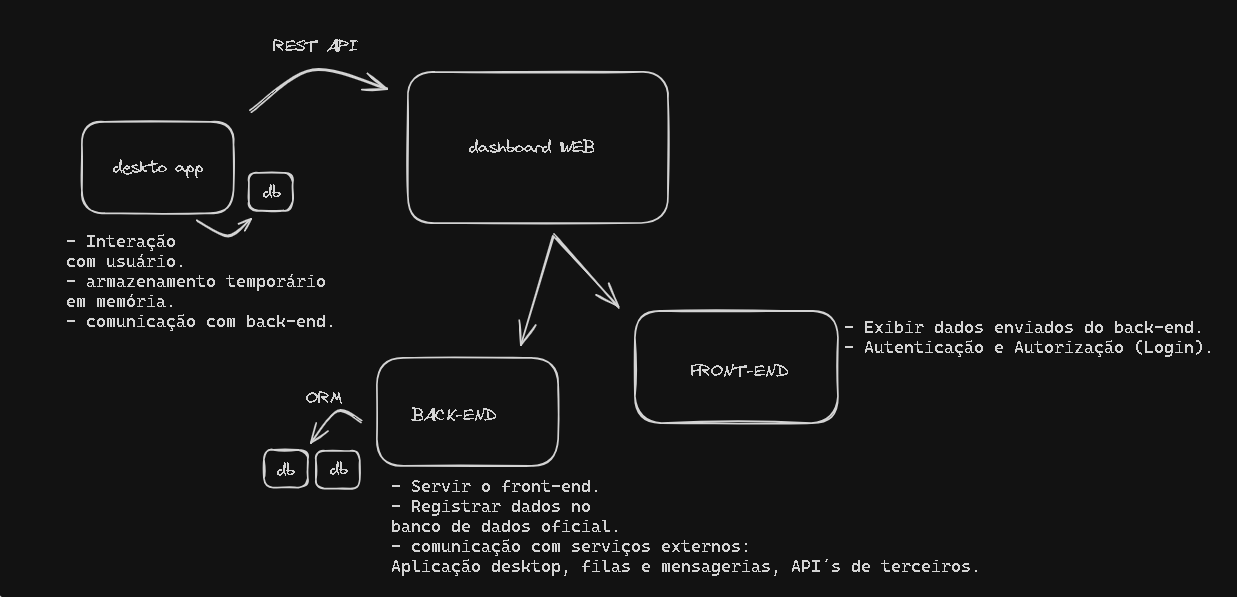 REST API
dashboard WEB
deskto app
db
- Interação
com usuário.
- armazenamento temporário
em memória.
- comunicação com back-end.
FRONT-END
- Exibir dados enviados do back-end.
- Autenticação e Autorização (Login).
ORM
BACK-END
db
db
- Servir o front-end.
- Registrar dados no
banco de dados oficial.
- comunicação com serviços externos:
Aplicação desktop, filas e mensagerias, API´s de terceiros.